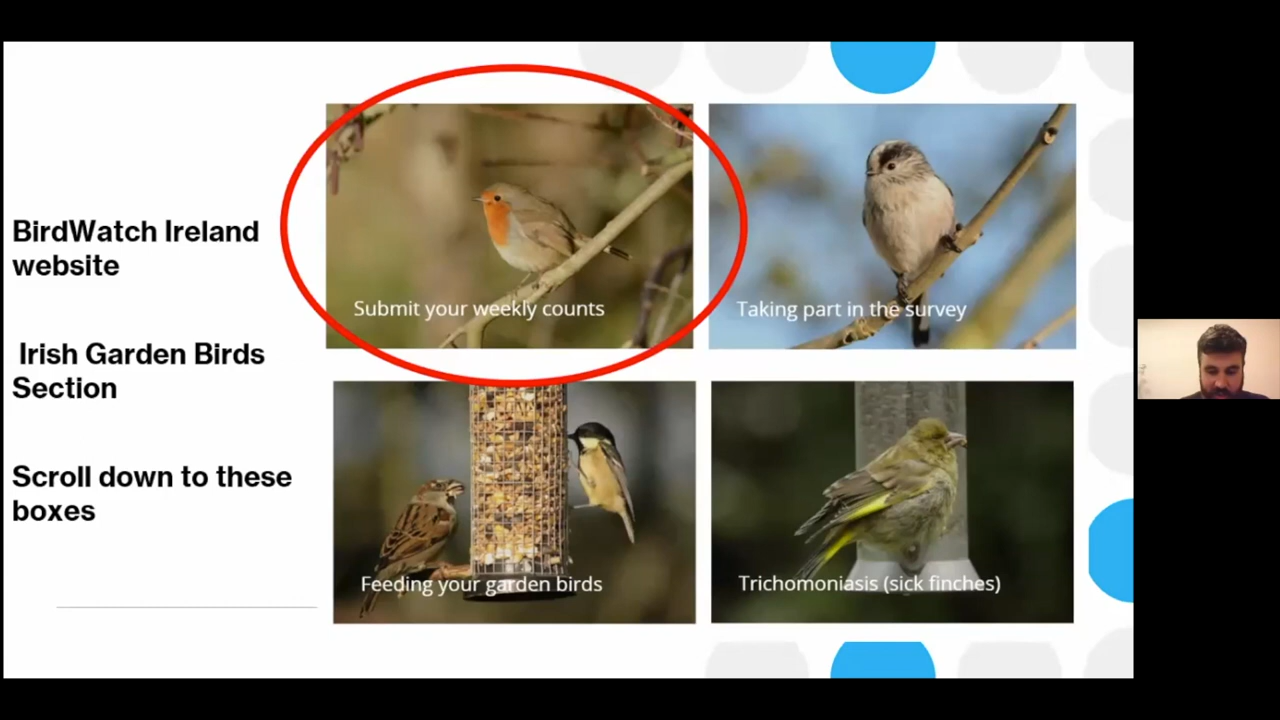 BirdWatch Ireland
website
Irish Garden Birds
Section
Scroll down to these
boxes
Submit your weekly counts
Taking part in the survey
Feeding your garden birds
Trichomoniasis (sick finches)